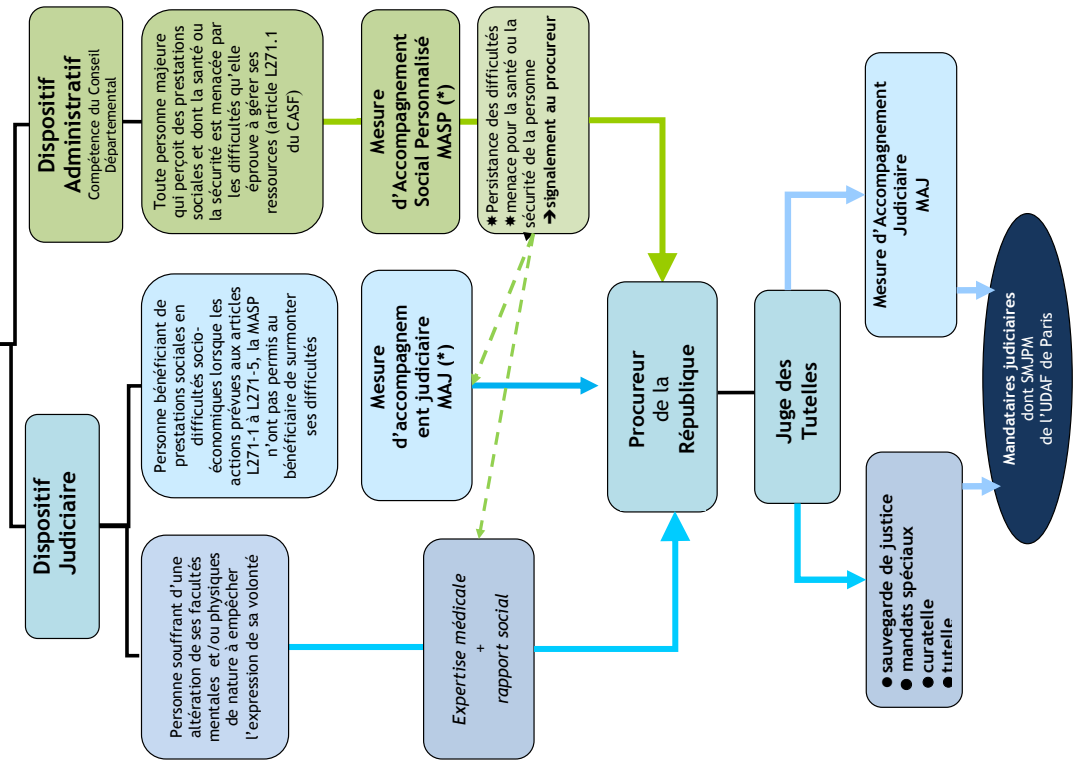 Dispositif
Judiciaire
Dispositif
Administratif
Compétence du Conseil
Départemental
Personne souffrant d'une
altération de ses facultés
mentales et/ou physiques
de nature à empêcher
l'expression de sa volonté
Personne bénéficiant de
prestations sociales en
difficultés socio-
économiques lorsque les
actions prévues aux articles
L271-1 à L271-5, la MASP
n'ont pas permis au
bénéficiaire de surmonter
ses difficultés
Toute personne majeure
qui perçoit des prestations
sociales et dont la santé ou
la sécurité est menacée par
les difficultés qu'elle
éprouve à gérer ses
ressources (article L271.1
du CASF)
Expertise médicale
+
rapport social
Mesure
d'accompagnem
ent judiciaire
MAJ (*)
Mesure
d'Accompagnement
Social Personnalisé
MASP (*)
✷ Persistance des difficultés
✷ menace pour la santé ou la
sécurité de la personne
➔signalement au procureur
Procureur
de la
République
Juge des
Tutelles
● sauvegarde de justice
● mandats spéciaux
● curatelle
● tutelle
Mesure d'Accompagnement
Judiciaire
MAJ
Mandataires judiciaires
dont SMJPM
de l'UDAF de Paris